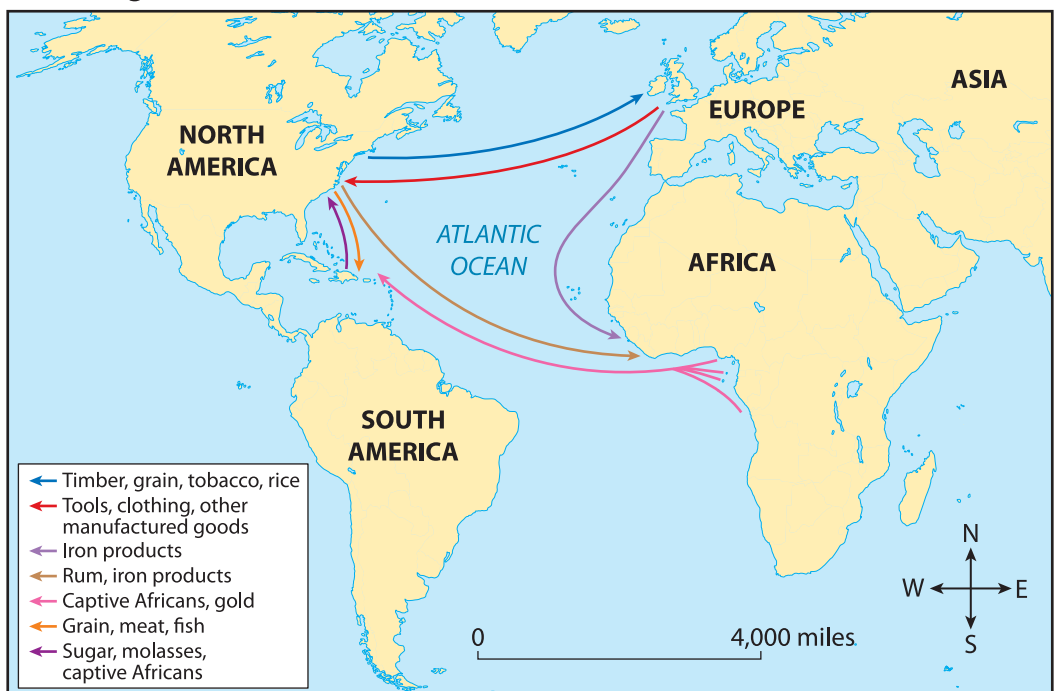 ASIA
EUROPE
NORTH
AMERICA
ATLANTIC
OCEAN
AFRICA
SOUTH
AMERICA
Timber, grain, tobacco, rice
Tools, clothing, other
manufactured goods
Iron products
Rum, iron products
Captive Africans, gold
Grain, meat, fish
Sugar, molasses,
captive Africans
0
4,000 miles
N
W
E
S